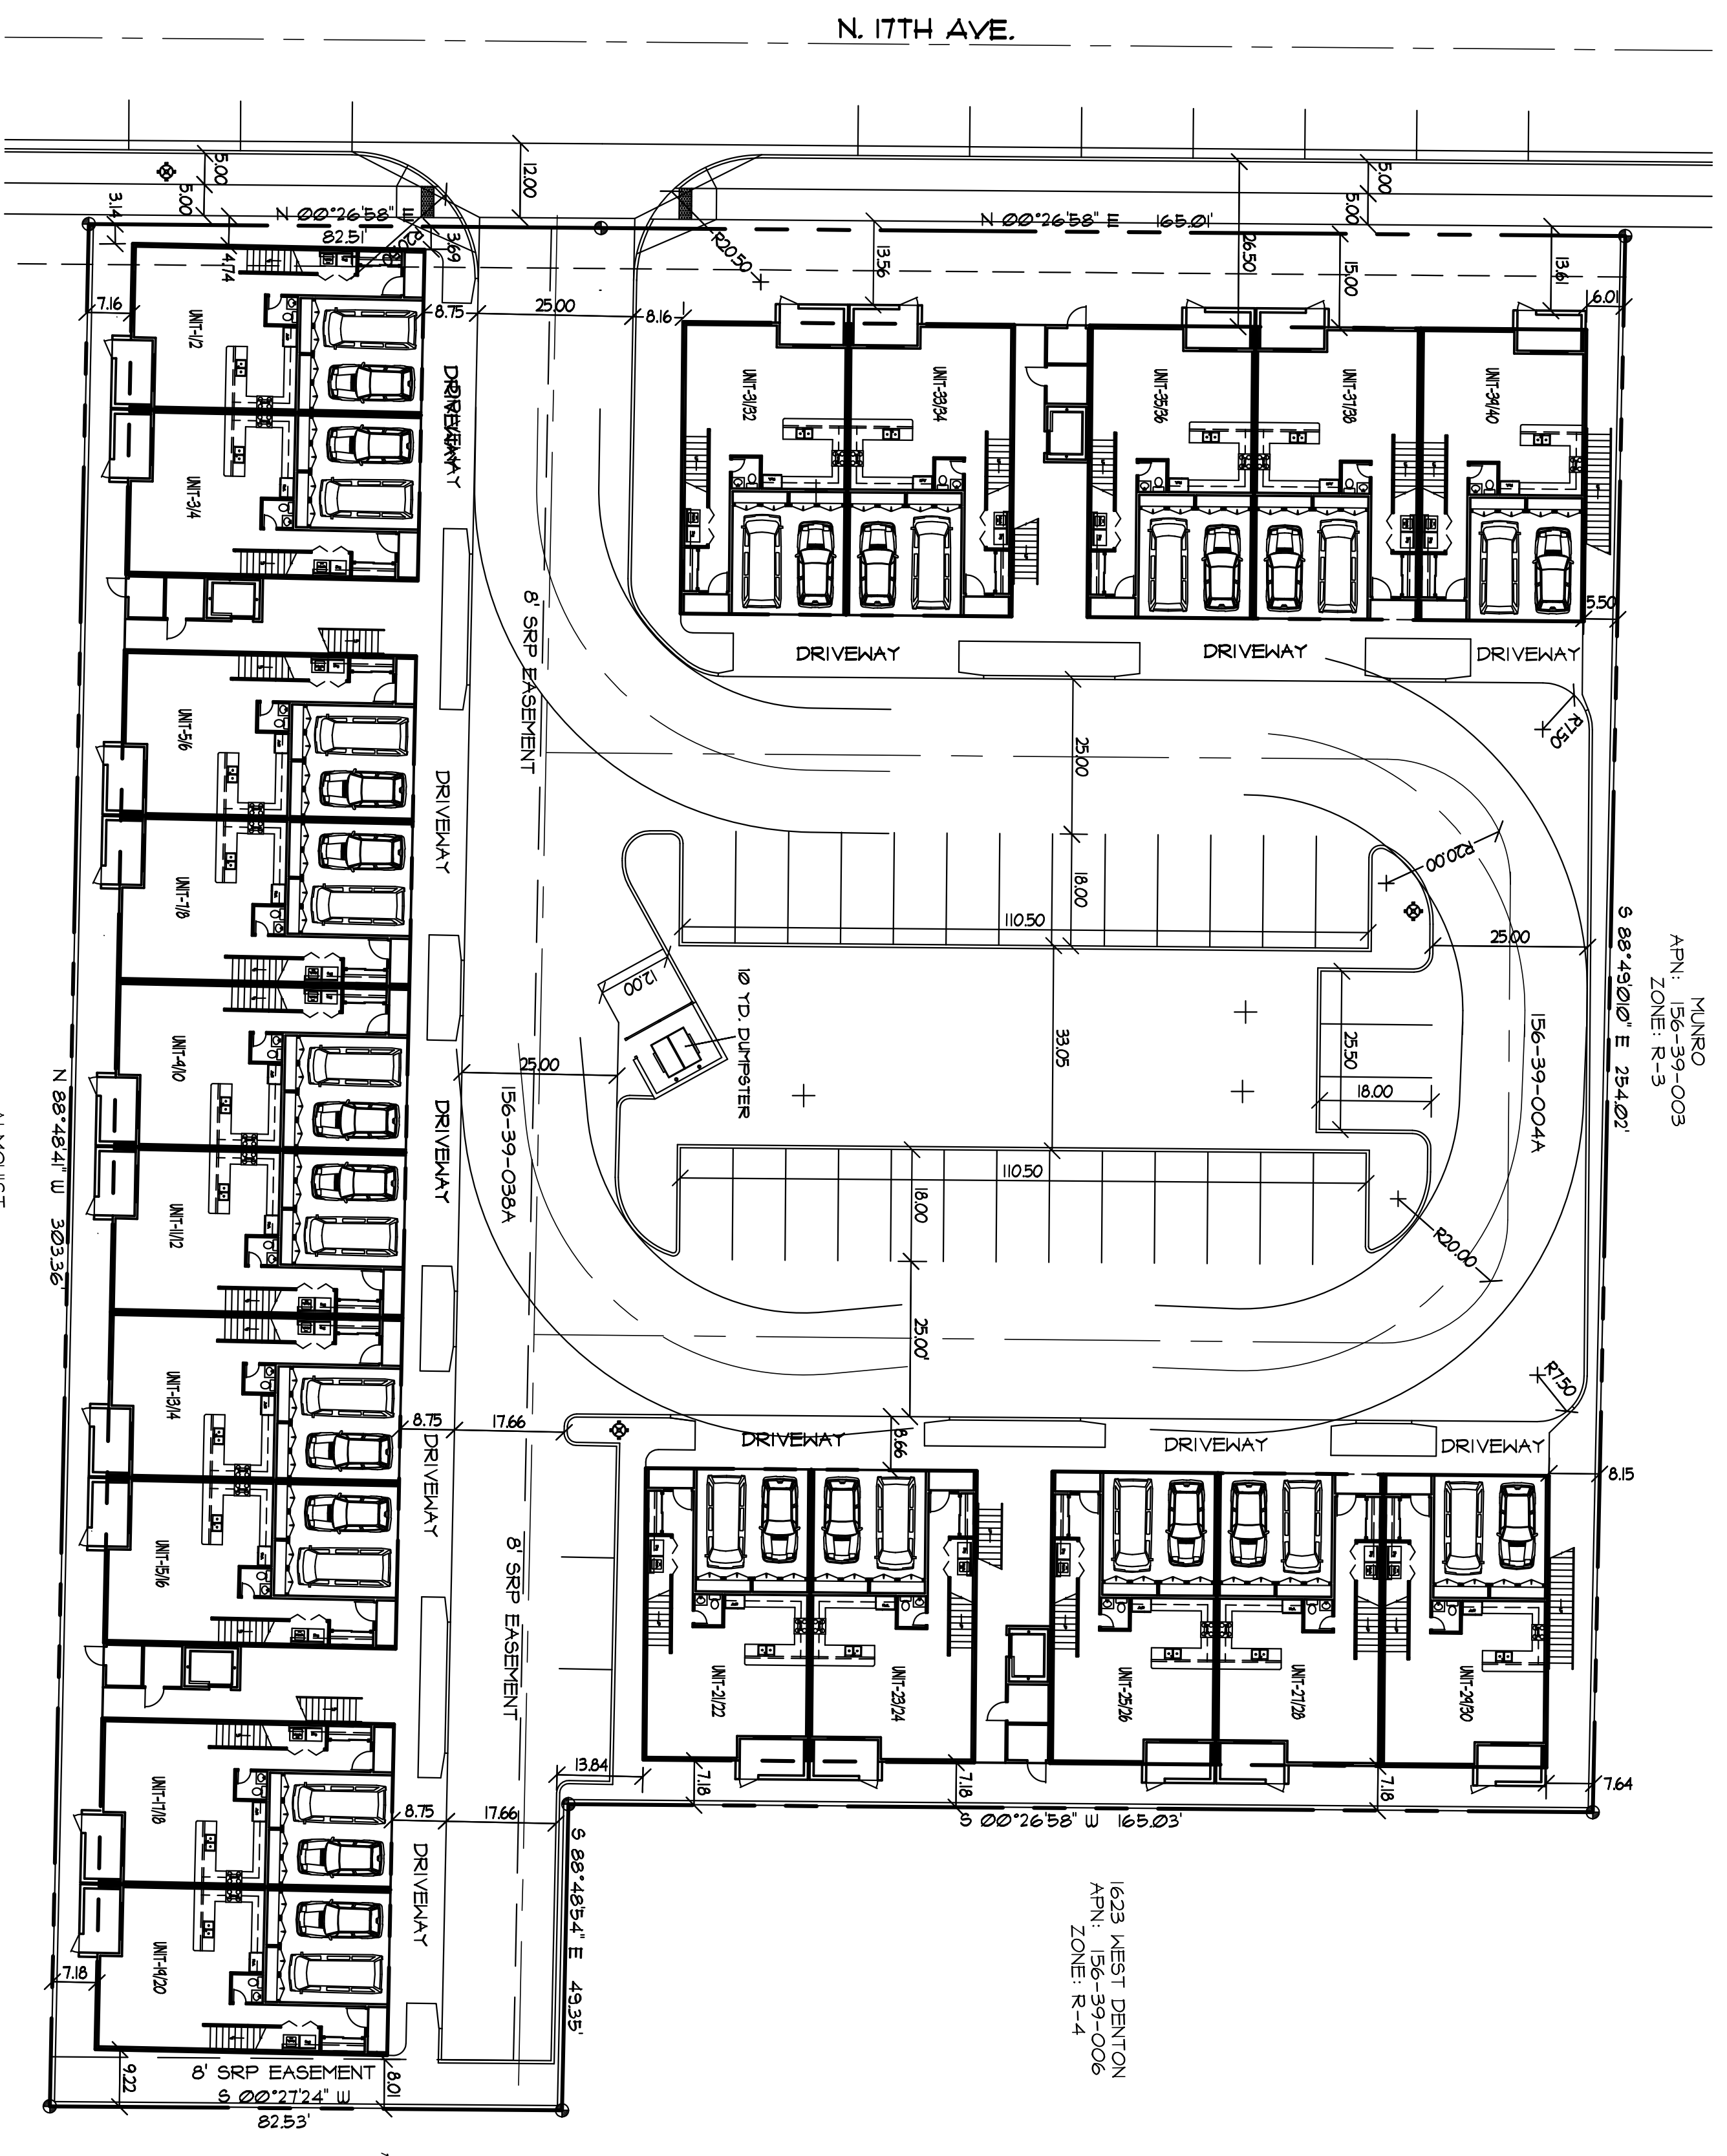 N. 17TH AVE.
5.00
5.00
3.14
N 00°26'58" E
82.51'
4.74
R20.50
3.69
12.00
R20.50
13.56
N 00°26'58" E 165.01'
26.50
5.00
5.00
15.00
13.61
6.01
7.16
8.75
25.00
8.16
UNIT-1/2
UNIT-3/4
DRIVEWAY
DRIVEWAY
UNIT-31/32
UNIT-33/34
UNIT-35/36
UNIT-37/38
UNIT-39/40
5.50
8' SRP EASEMENT
DRIVEWAY
DRIVEWAY
DRIVEWAY
R7.50
UNIT-5/6
UNIT-7/8
DRIVEWAY
25.00
18.00
R20.00
110.50
25.00
S 88°49'01.0" E 254.02'
MUNRO
APN: 156-39-003
ZONE: R-3
12.00
10 YD. DUMPSTER
33.05
25.50
18.00
156-39-004A
25.00
156-39-038A
UNIT-9/10
UNIT-11/12
DRIVEWAY
N 88°48'41" W 303.36'
110.50
18.00
R20.00
25.00'
R7.50
UNIT-13/14
UNIT-15/16
8.75
17.66
DRIVEWAY
8' SRP EASEMENT
DRIVEWAY
8.66
DRIVEWAY
DRIVEWAY
8.15
UNIT-21/22
UNIT-23/24
UNIT-25/26
UNIT-27/28
UNIT-29/30
13.84
7.18
7.18
7.18
7.64
S 00°26'58" W 165.03'
UNIT-17/18
UNIT-19/20
8.75
17.66
DRIVEWAY
S 88°48'54" E 49.35'
1623 WEST DENTON
APN: 156-39-006
ZONE: R-4
7.18
9.22
8' SRP EASEMENT
8.01
S 00°27'24" W
82.53'